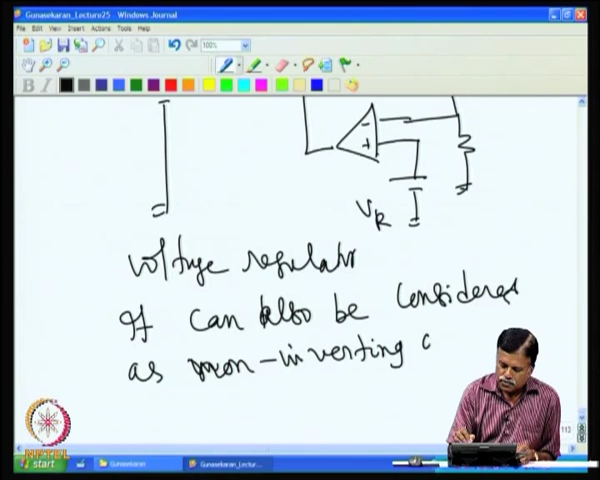 Gunasekaran_Lecture25 - Windows Journal
File Edit View Insert Actions Tools Help
100%
B I
-
+
VR
voltage regulator
It can also be considered
as non-inverting a
113
NPTEL
start Gunasekaran Gunasekaran_Lectur...